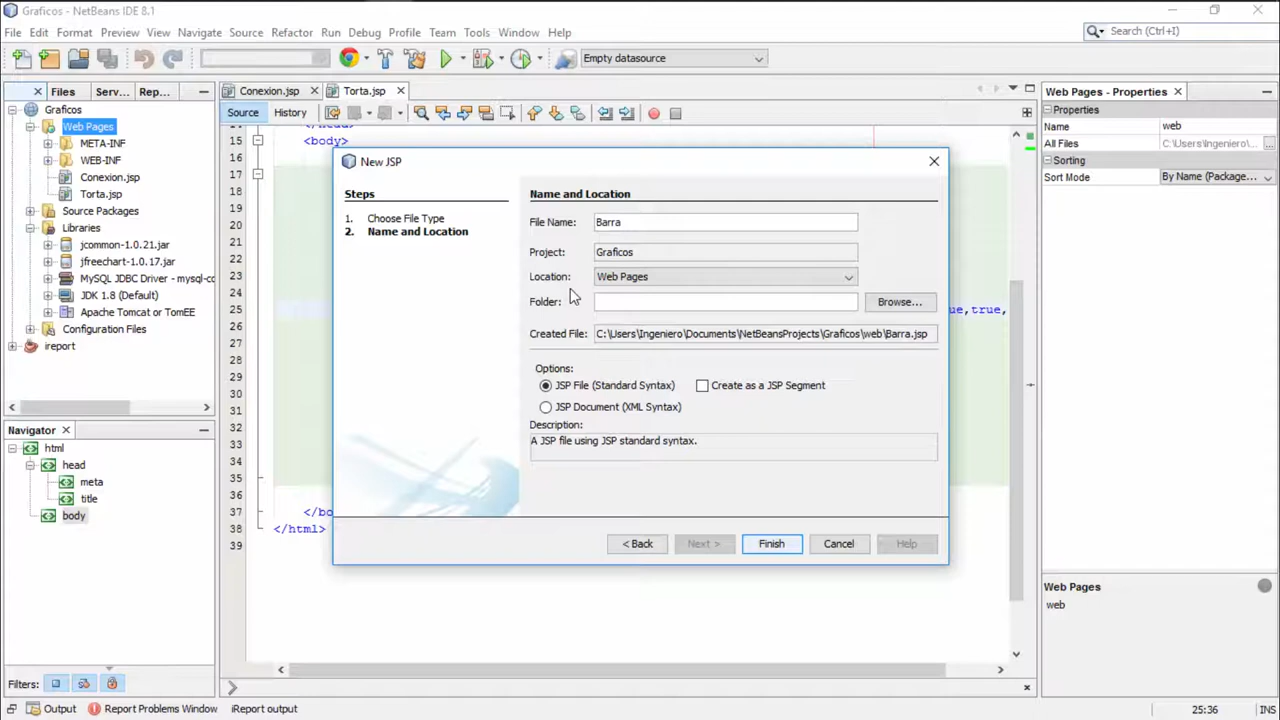 Graficos - NetBeans IDE 8.1
File Edit Format View Navigate Source Refactor Run Debug Profile Team Tools Window Help
Search (Ctrl+I)
Empty datasource
Files Serv... Rep...
Conexion.jsp Torta.jsp
Web Pages - Properties
Source History
Graficos
Web Pages
META-INF
WEB-INF
Conexion.jsp
Torta.jsp
Source Packages
Libraries
jcommon-1.0.21.jar
jfreechart-1.0.19.jar
MySQL JDBC Driver - mysql-co
JDK 1.8 (Default)
Apache Tomcat or TomEE
Configuration Files
ireport
Navigator
html
head
meta
title
body
Filters:
15 <body>
16
17
18
19
20
21
22
23
24
25 ue,true,
26
27
28
29
30
31
32
33
34
35
36
37 </bo
38 </html>
39
New JSP
Steps
1. Choose File Type
2. Name and Location
Name and Location
File Name: Barra
Project: Graficos
Location: Web Pages
Folder: Browse...
Created File: C:\Users\Ingeniero\Documents\NetBeansProjects\Graficos\web\Barra.jsp
Options:
JSP File (Standard Syntax) Create as a JSP Segment
JSP Document (XML Syntax)
Description:
A JSP file using JSP standard syntax.
< Back Next > Finish Cancel Help
Properties
Name web
All Files C:\Users\Ingeniero\... ...
Sorting
Sort Mode By Name (Package...
Web Pages
web
Output Report Problems Window iReport output
25:36 INS